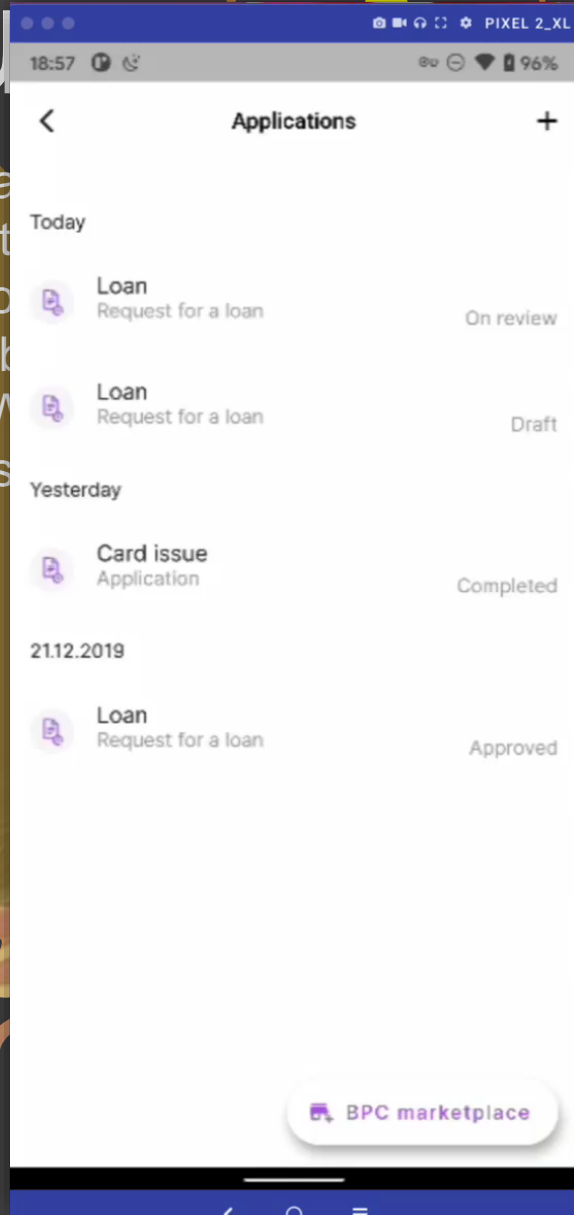 PIXEL 2_XL
18:57
96%
Applications
Today
Loan
Request for a loan
On review
Loan
Request for a loan
Draft
Yesterday
Card issue
Application
Completed
21.12.2019
Loan
Request for a loan
Approved
BPC marketplace